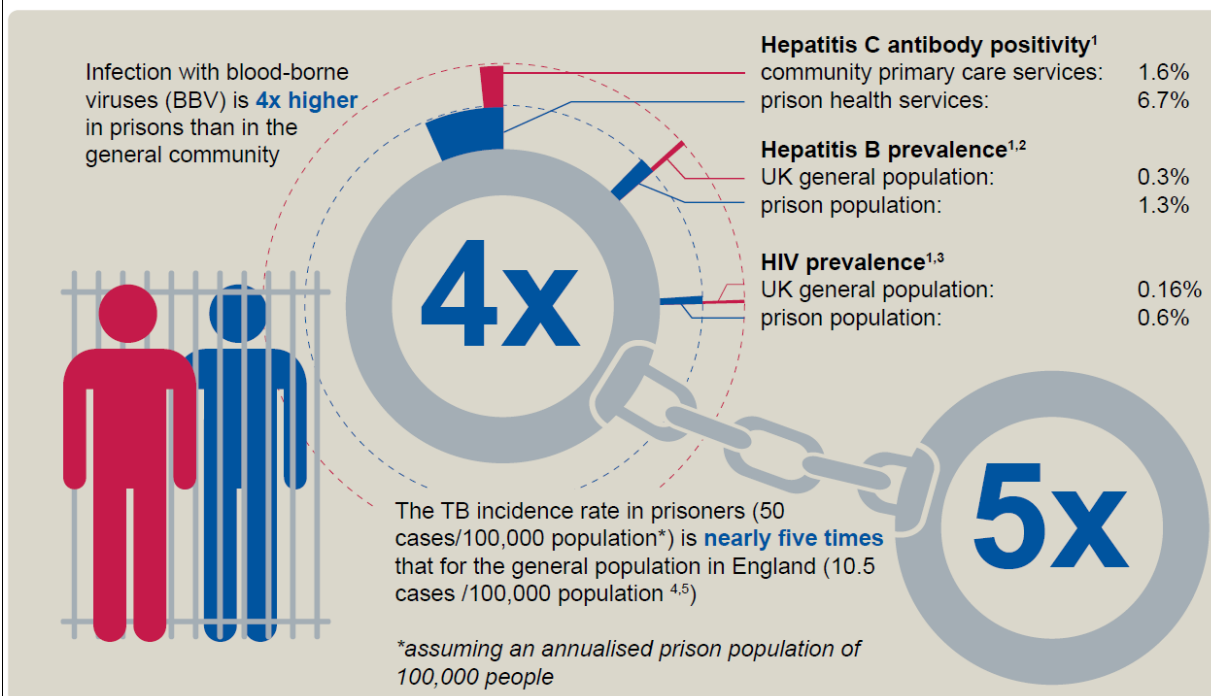 Infection with blood-borne
viruses (BBV) is 4x higher
in prisons than in the
general community
Hepatitis C antibody positivity¹
community primary care services: 1.6%
prison health services: 6.7%
Hepatitis B prevalence¹,²
UK general population: 0.3%
prison population: 1.3%
HIV prevalence¹,³
UK general population: 0.16%
prison population: 0.6%
4x
5x
The TB incidence rate in prisoners (50
cases/100,000 population*) is nearly five times
that for the general population in England (10.5
cases /100,000 population ⁴,⁵)
*assuming an annualised prison population of
100,000 people